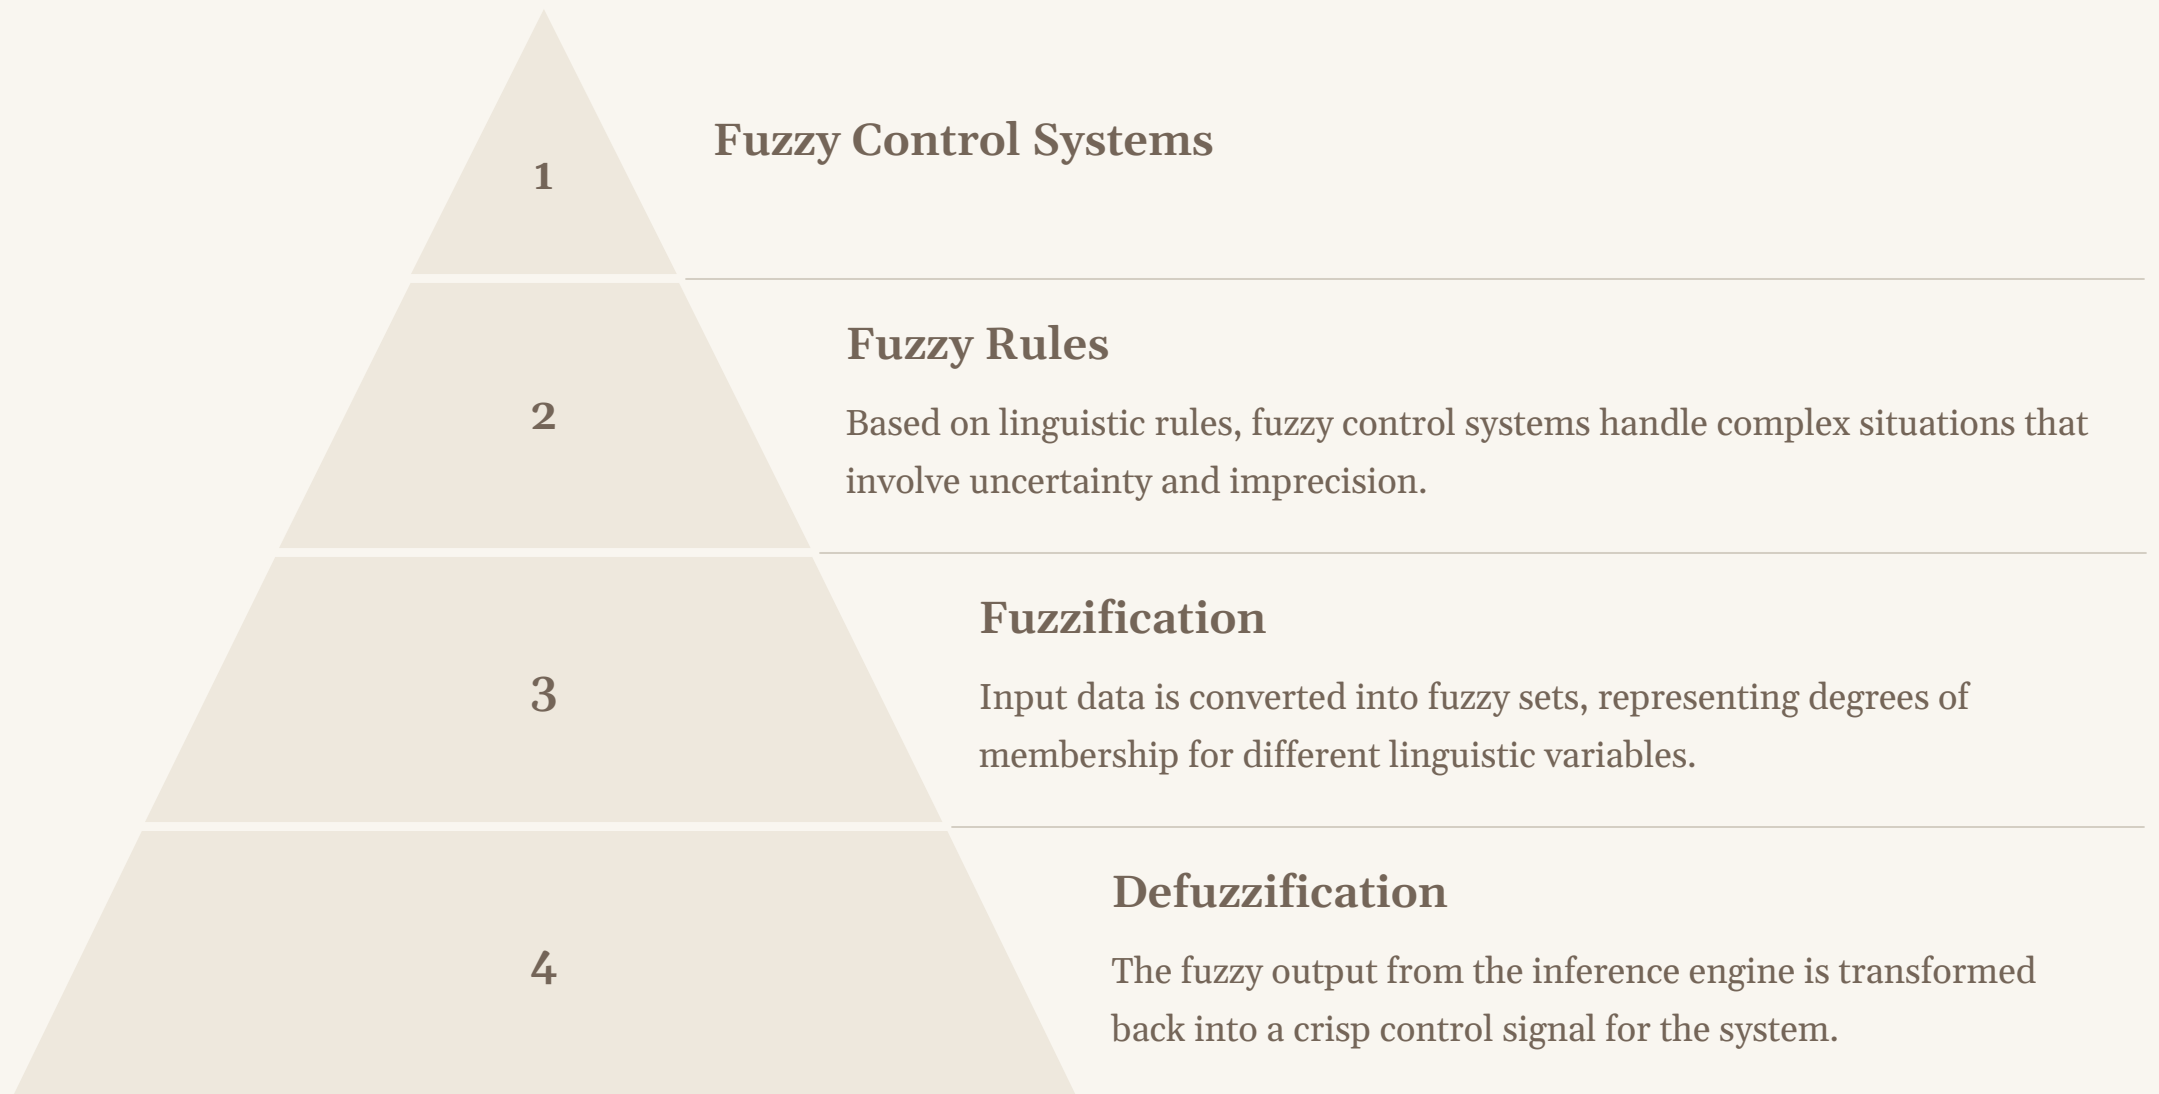 1
Fuzzy Control Systems
2
Fuzzy Rules
Based on linguistic rules, fuzzy control systems handle complex situations that
involve uncertainty and imprecision.
3
Fuzzification
Input data is converted into fuzzy sets, representing degrees of
membership for different linguistic variables.
4
Defuzzification
The fuzzy output from the inference engine is transformed
back into a crisp control signal for the system.